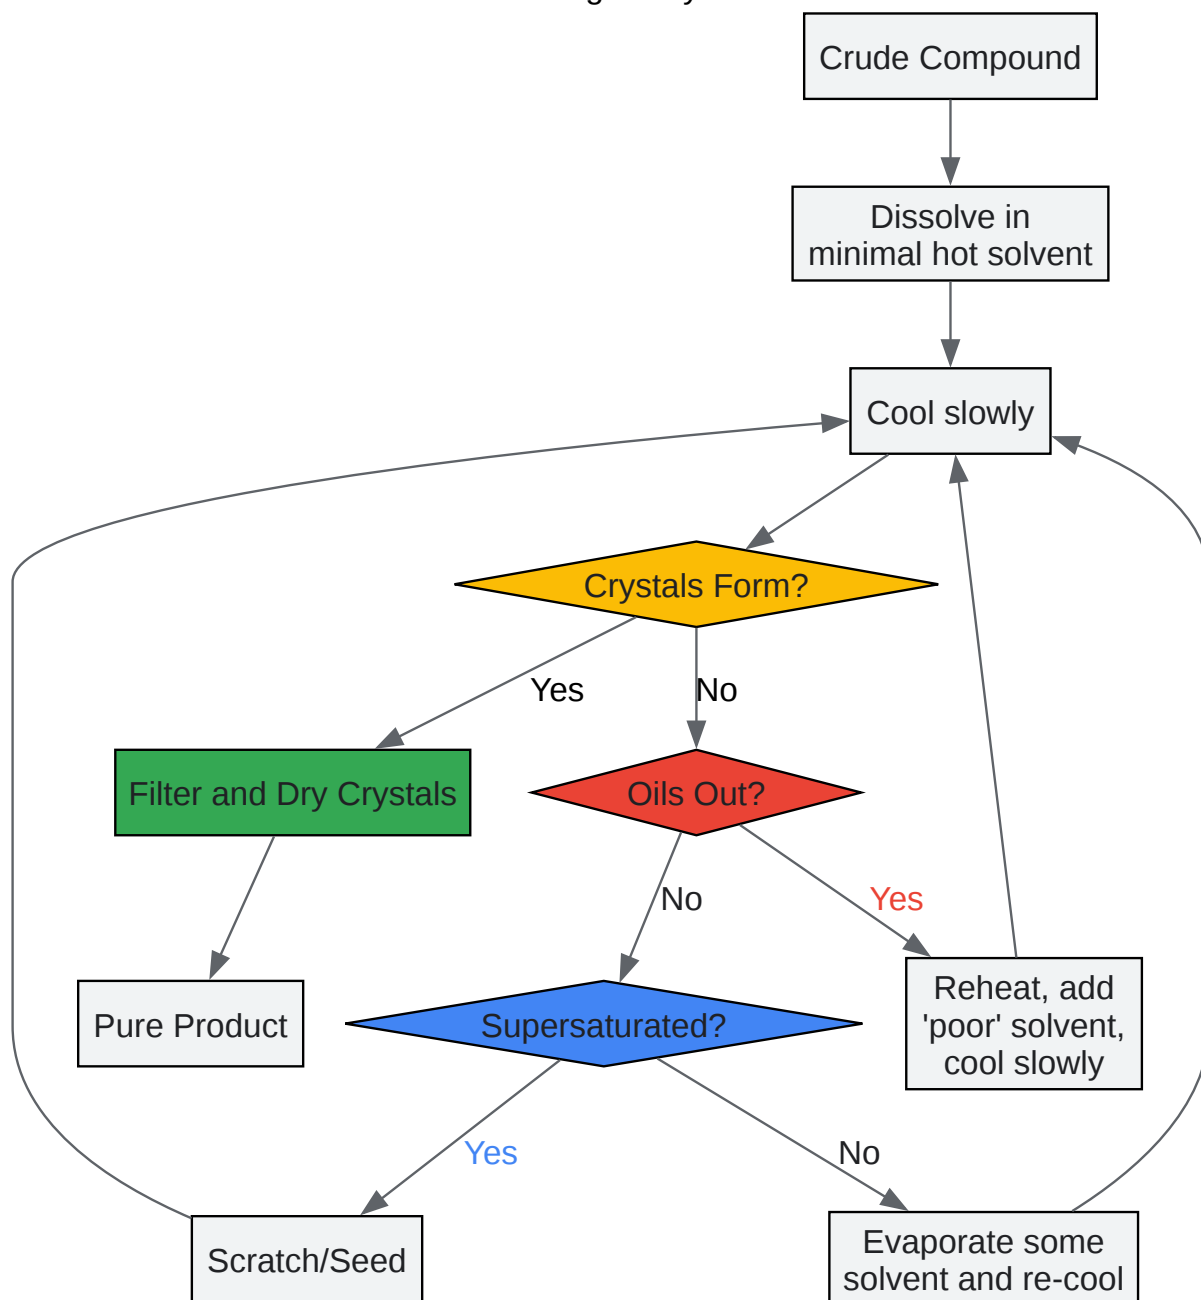 Crude Compound
Dissolve in
minimal hot solvent
Cool slowly
Crystals Form?
Yes
No
Filter and Dry Crystals
Oils Out?
No
Yes
Pure Product
Supersaturated?
Reheat, add
'poor' solvent,
cool slowly
Yes
No
Scratch/Seed
Evaporate some
solvent and re-cool